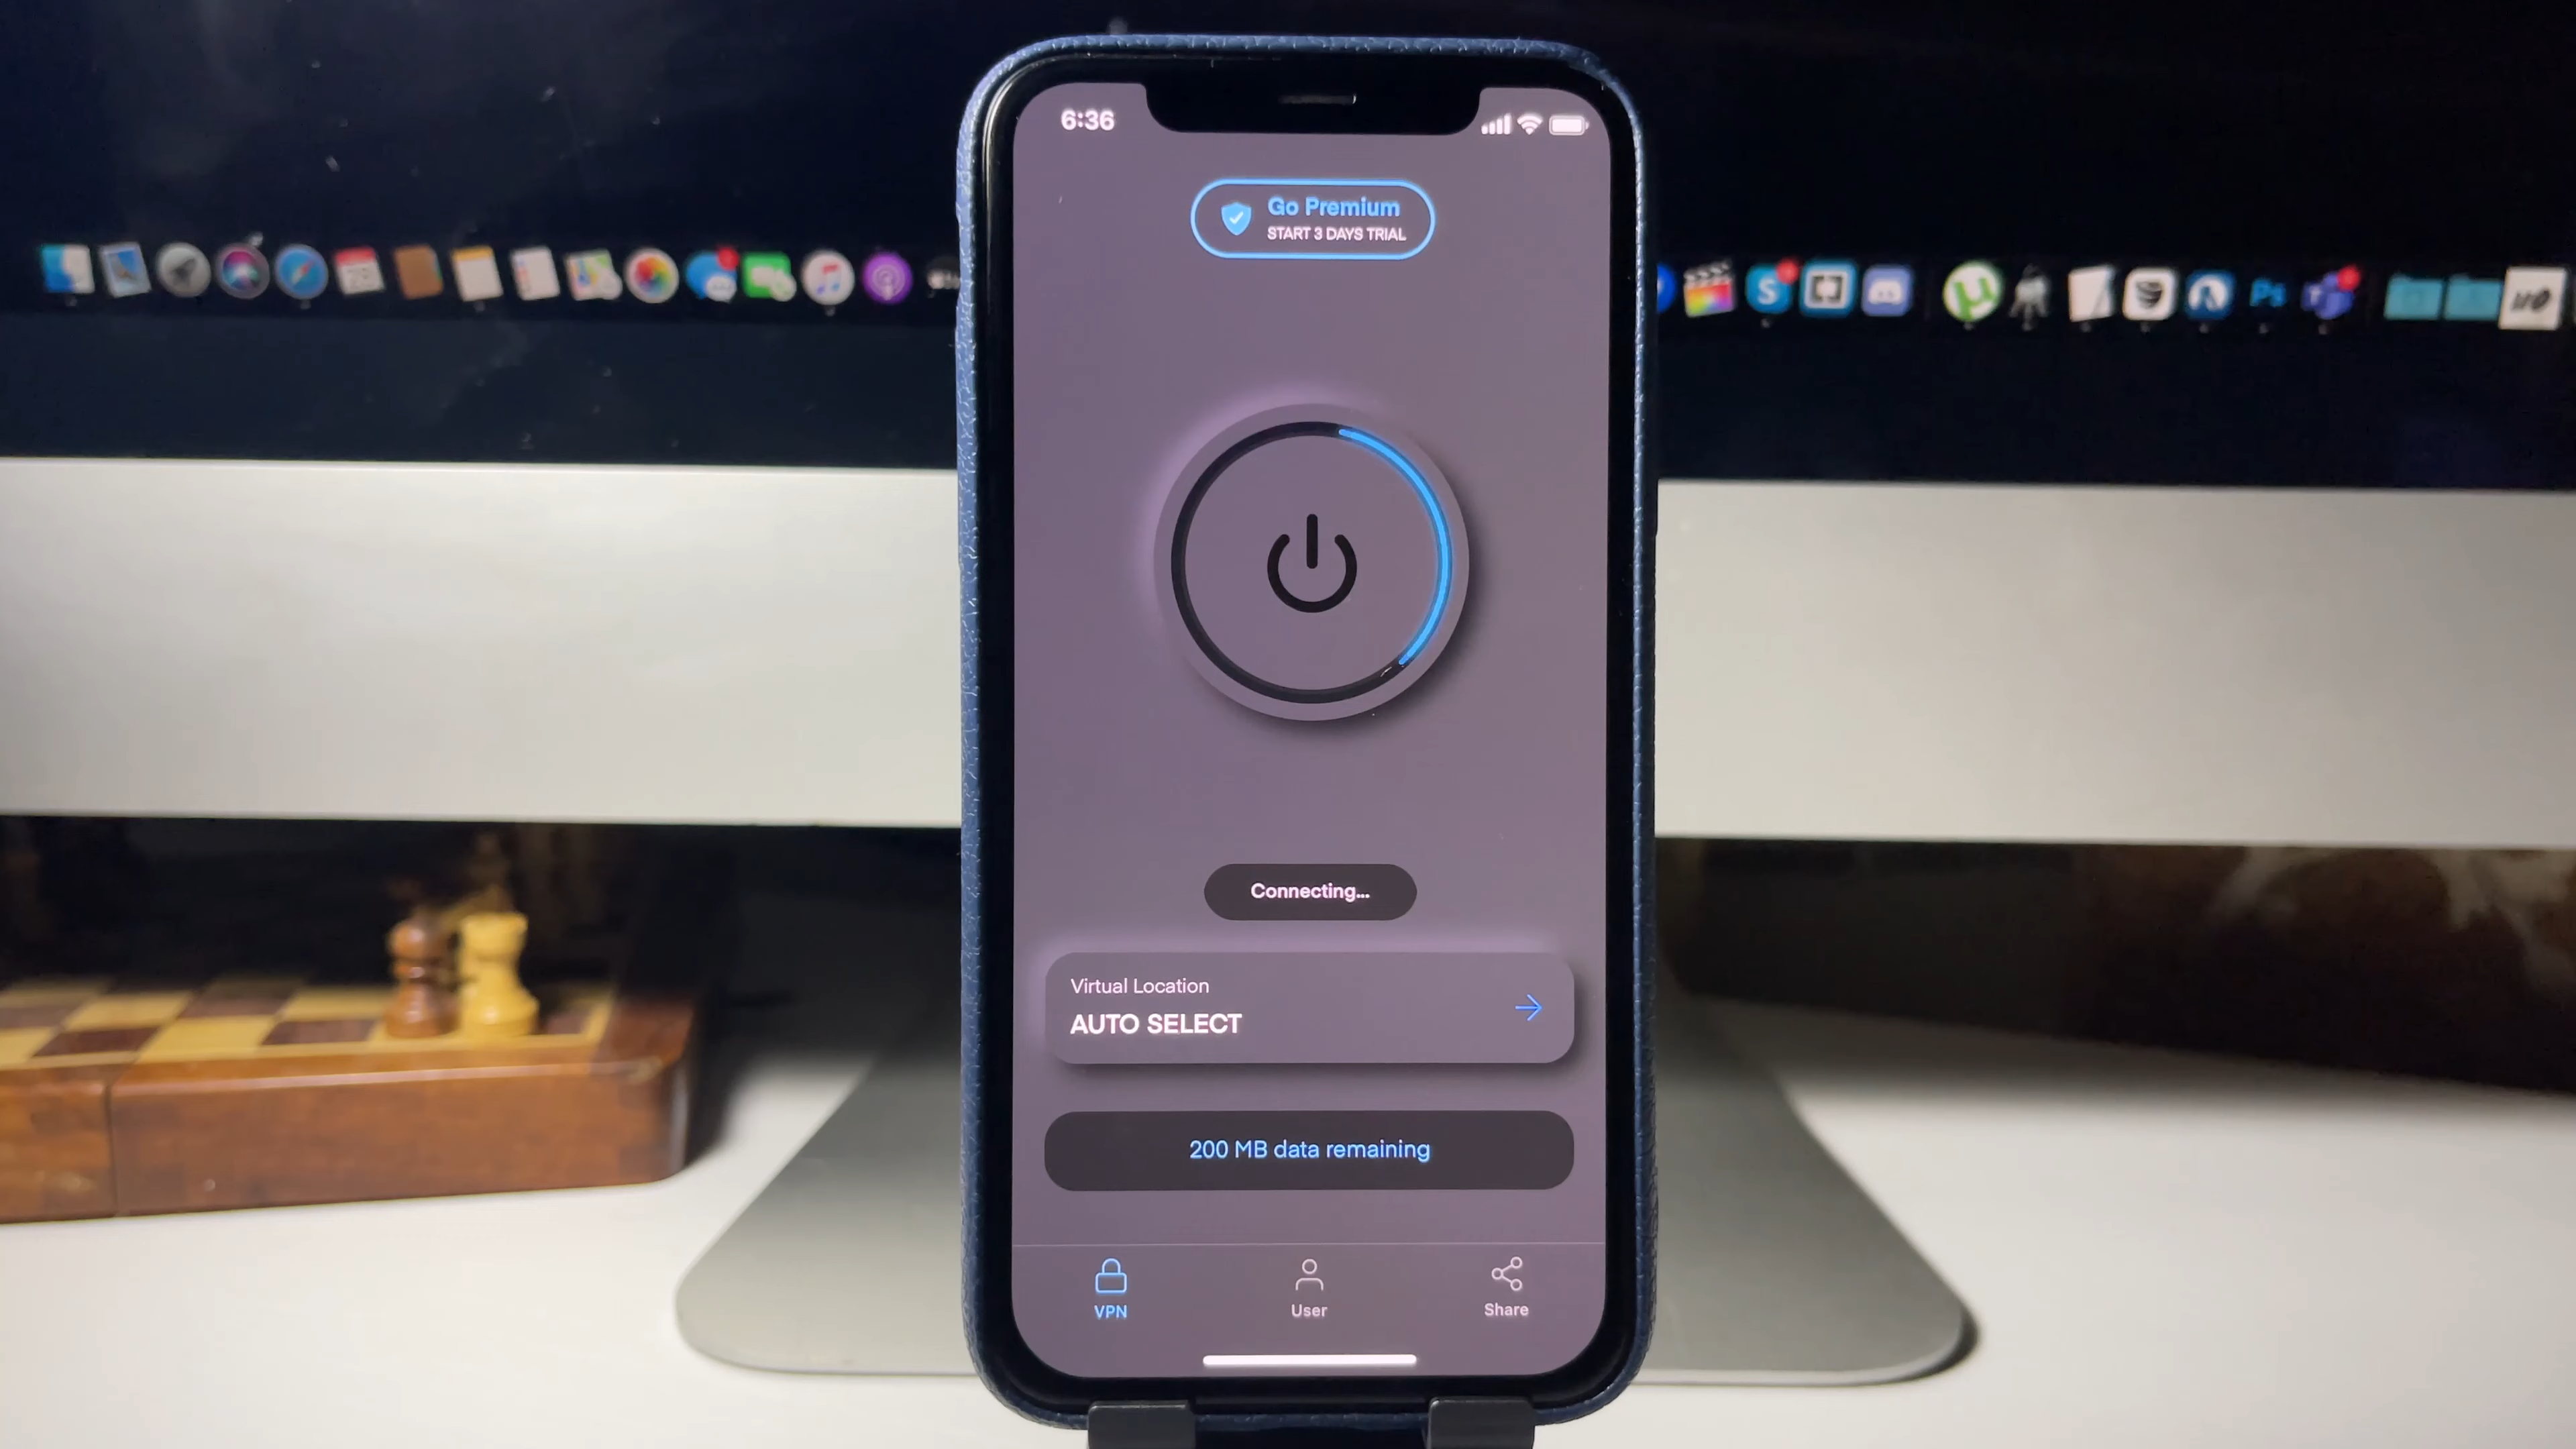 6:36
Go Premium
START 3 DAYS TRIAL
Connecting...
Virtual Location
AUTO SELECT
200 MB data remaining
VPN
User
Share
S
Ps